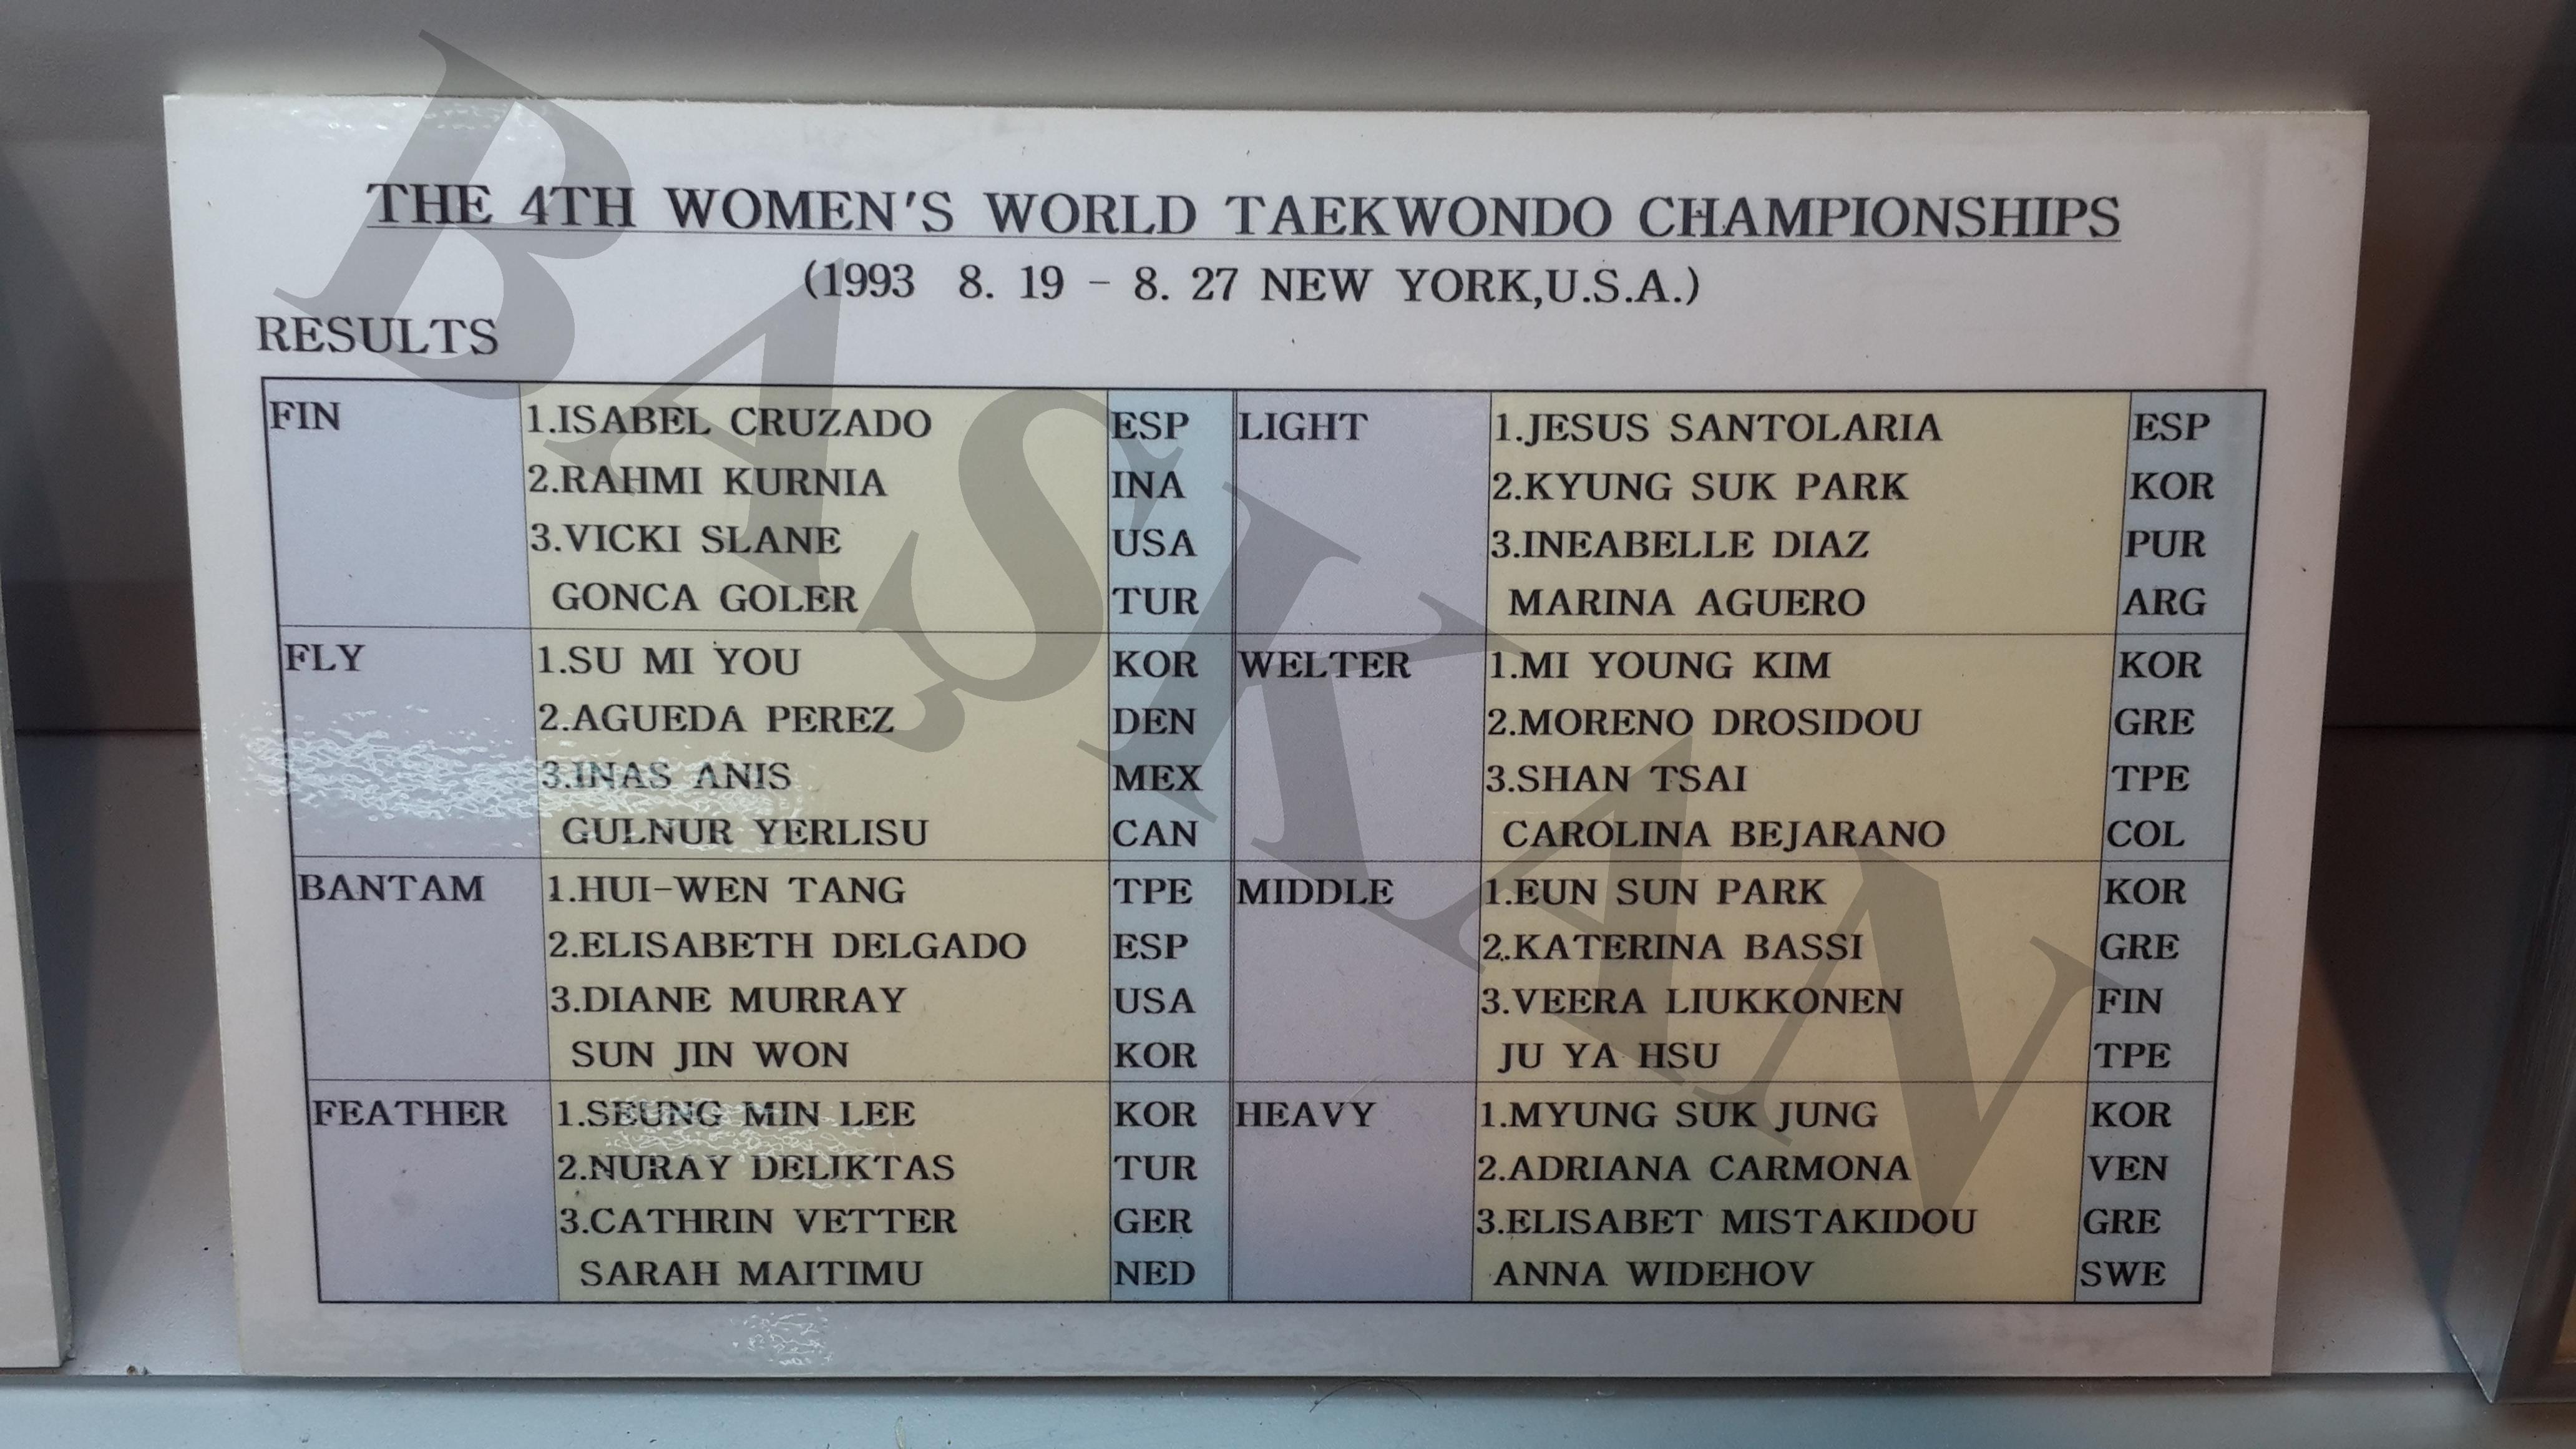 THE 4TH WOMEN'S WORLD TAEKWONDO CHAMPIONSHIPS
(1993 8. 19 - 8. 27 NEW YORK,U.S.A.)
RESULTS
FIN 1.ISABEL CRUZADO ESP LIGHT 1.JESUS SANTOLARIA ESP
2.RAHMI KURNIA INA 2.KYUNG SUK PARK KOR
3.VICKI SLANE USA 3.INEABELLE DIAZ PUR
GONCA GOLER TUR MARINA AGUERO ARG
FLY 1.SU MI YOU KOR WELTER 1.MI YOUNG KIM KOR
2.AGUEDA PEREZ DEN 2.MORENO DROSIDOU GRE
3.INAS ANIS MEX 3.SHAN TSAI TPE
GULNUR YERLISU CAN CAROLINA BEJARANO COL
BANTAM 1.HUI-WEN TANG TPE MIDDLE 1.EUN SUN PARK KOR
2.ELISABETH DELGADO ESP 2.KATERINA BASSI GRE
3.DIANE MURRAY USA 3.VEERA LIUKKONEN FIN
SUN JIN WON KOR JU YA HSU TPE
FEATHER 1.SEUNG MIN LEE KOR HEAVY 1.MYUNG SUK JUNG KOR
2.NURAY DELIKTAS TUR 2.ADRIANA CARMONA VEN
3.CATHRIN VETTER GER 3.ELISABET MISTAKIDOU GRE
SARAH MAITIMU NED ANNA WIDEHOV SWE
BAŞKAN